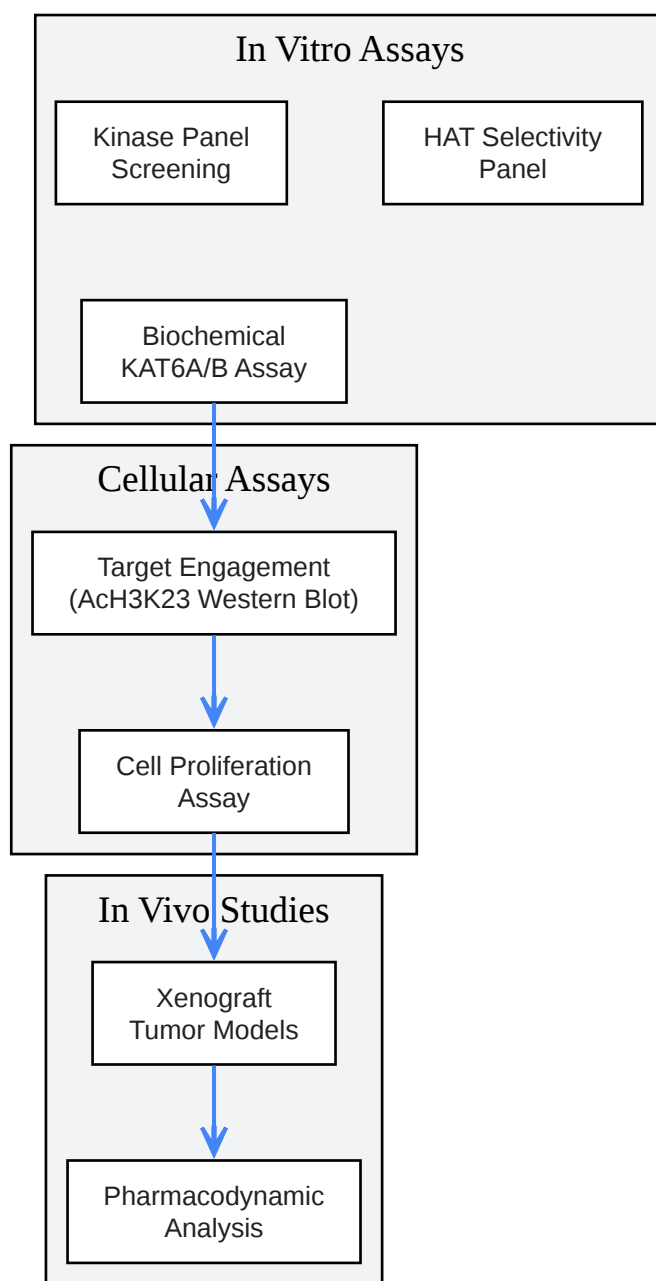 In Vitro Assays
Kinase Panel
Screening
HAT Selectivity
Panel
Biochemical
KAT6A/B Assay
Cellular Assays
Target Engagement
(AcH3K23 Western Blot)
Cell Proliferation
Assay
In Vivo Studies
Xenograft
Tumor Models
Pharmacodynamic
Analysis